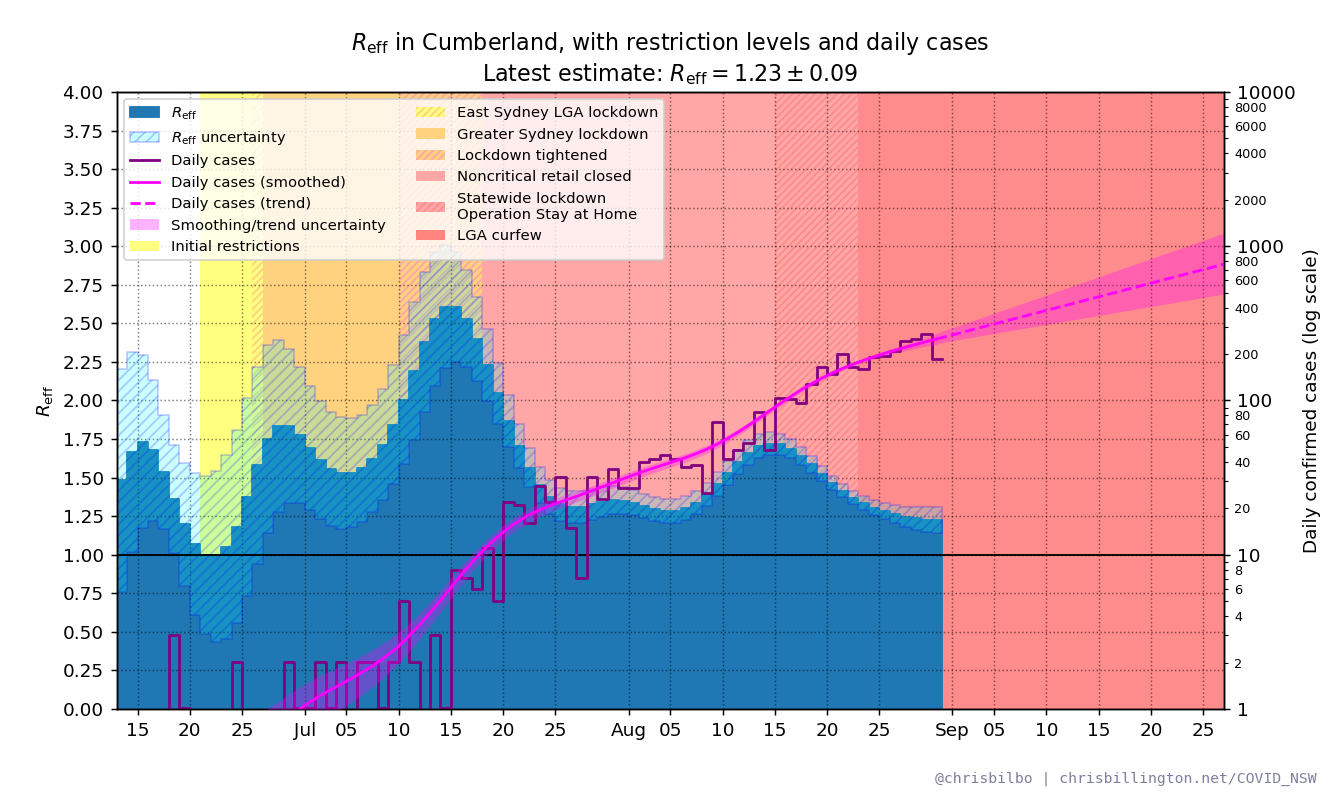 Reff in Cumberland, with restriction levels and daily cases
Latest estimate: Reff = 1.23 ± 0.09
Reff
Reff uncertainty
Daily cases
Daily cases (smoothed)
Daily cases (trend)
Smoothing/trend uncertainty
Initial restrictions
East Sydney LGA lockdown
Greater Sydney lockdown
Lockdown tightened
Noncritical retail closed
Statewide lockdown
Operation Stay at Home
LGA curfew
Reff
4.00
3.75
3.50
3.25
3.00
2.75
2.50
2.25
2.00
1.75
1.50
1.25
1.00
0.75
0.50
0.25
0.00
15 20 25 Jul 05 10 15 20 25 Aug 05 10 15 20 25 Sep 05 10 15 20 25
10000
8000
6000
4000
2000
1000
800
600
400
200
100
80
60
40
20
10
8
6
4
2
1
Daily confirmed cases (log scale)
@chrisbilbo | chrisbillington.net/COVID_NSW